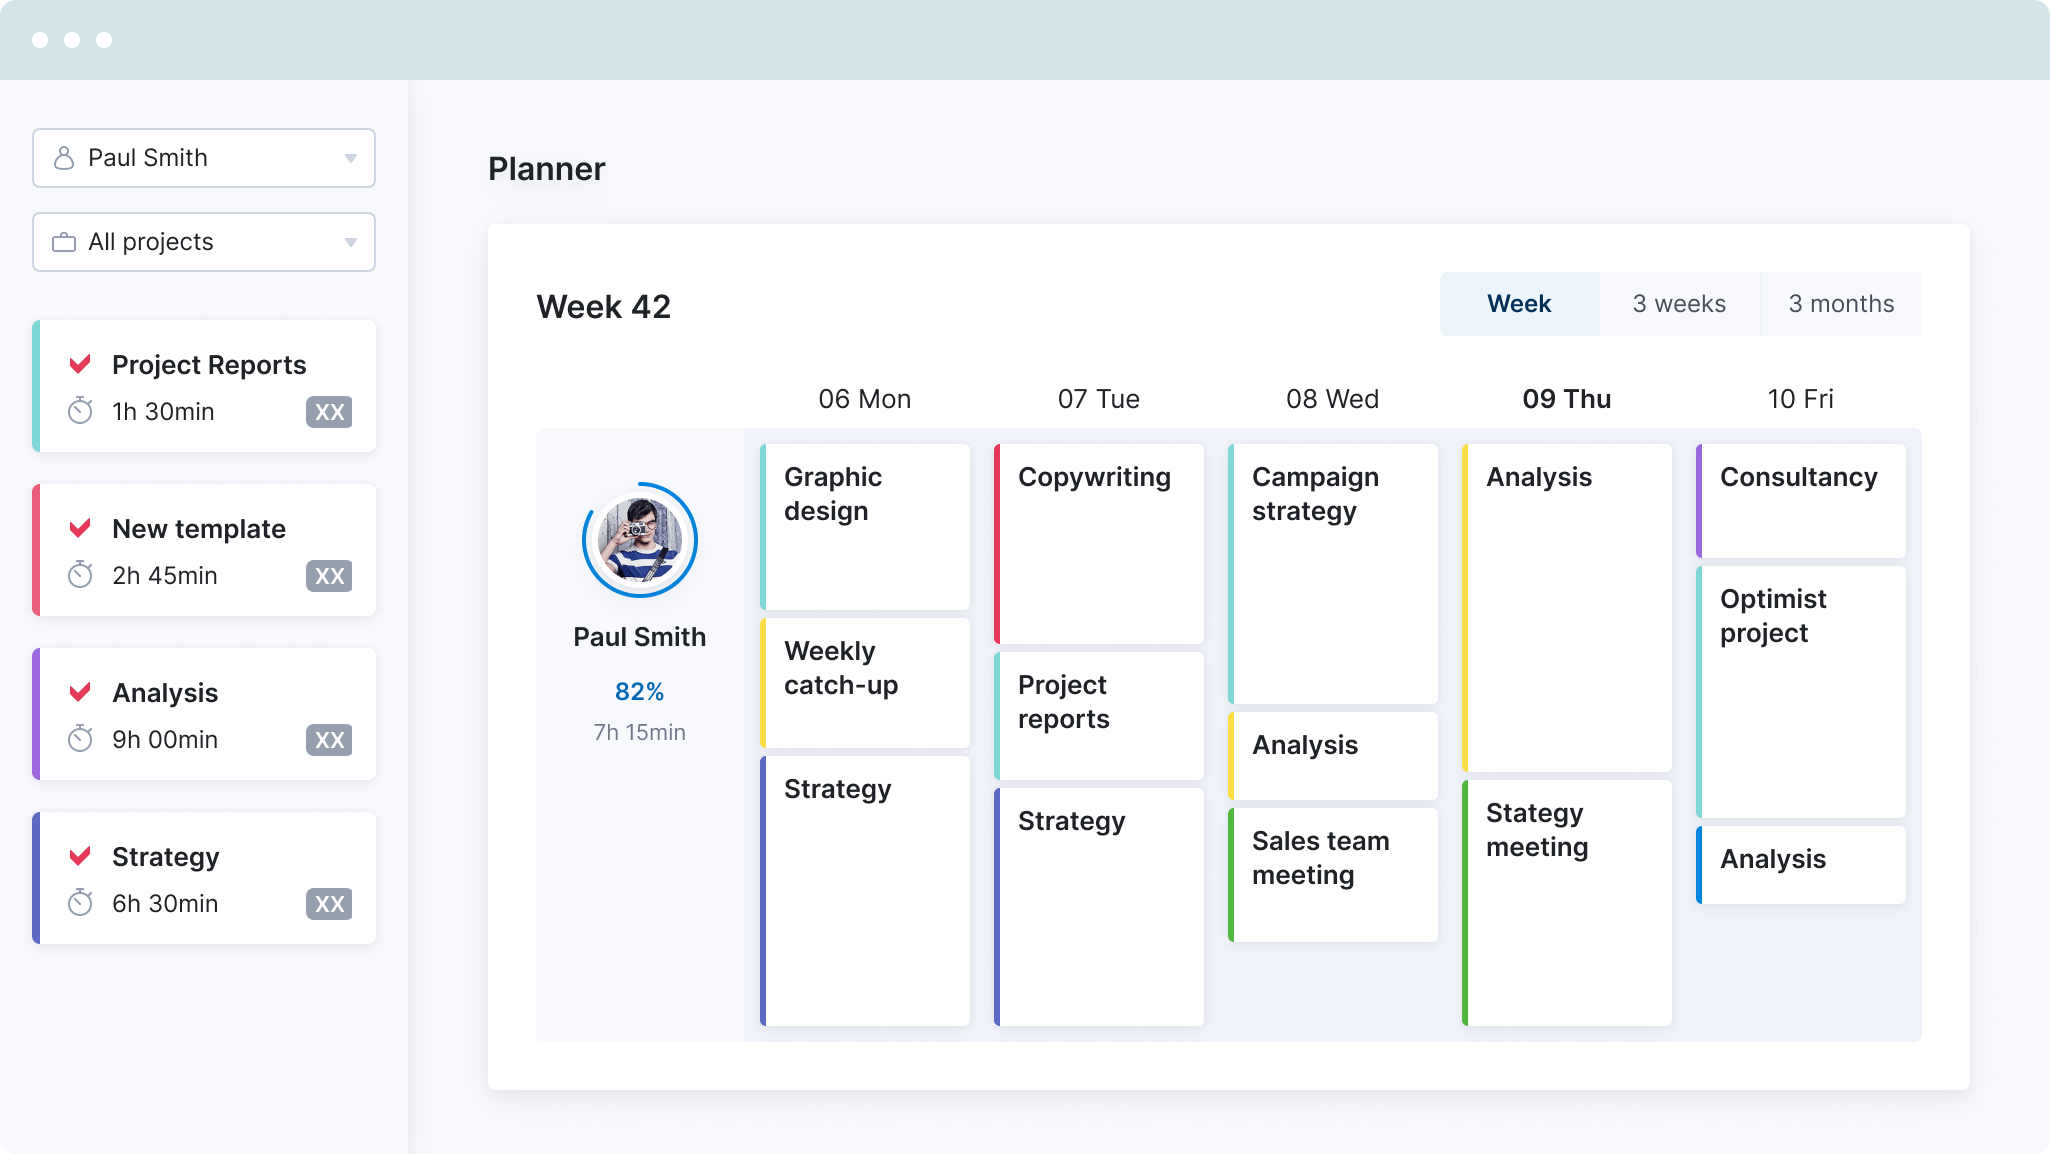 Paul Smith
All projects
Project Reports
1h 30min
XX
New template
2h 45min
XX
Analysis
9h 00min
XX
Strategy
6h 30min
XX
Planner
Week 42
Week
3 weeks
3 months
06 Mon
07 Tue
08 Wed
09 Thu
10 Fri
Paul Smith
82%
7h 15min
Graphic
design
Weekly
catch-up
Strategy
Copywriting
Project
reports
Strategy
Campaign
strategy
Analysis
Sales team
meeting
Analysis
Stategy
meeting
Consultancy
Optimist
project
Analysis